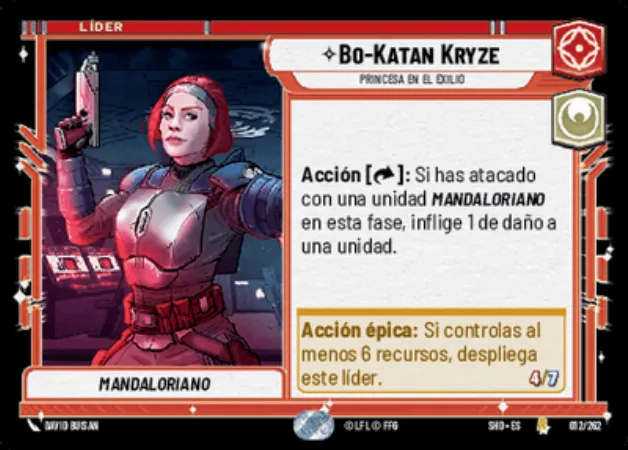 LÍDER
BO-KATAN KRYZE
PRINCESA EN EL EXILIO
Acción [ ]: Si has atacado
con una unidad MANDALORIANO
en esta fase, inflige 1 de daño a
una unidad.
Acción épica: Si controlas al
menos 6 recursos, despliega
este líder.
4/7
MANDALORIANO
DAVID BUISAN
© LFL © FFG
SHD • ES
012/262